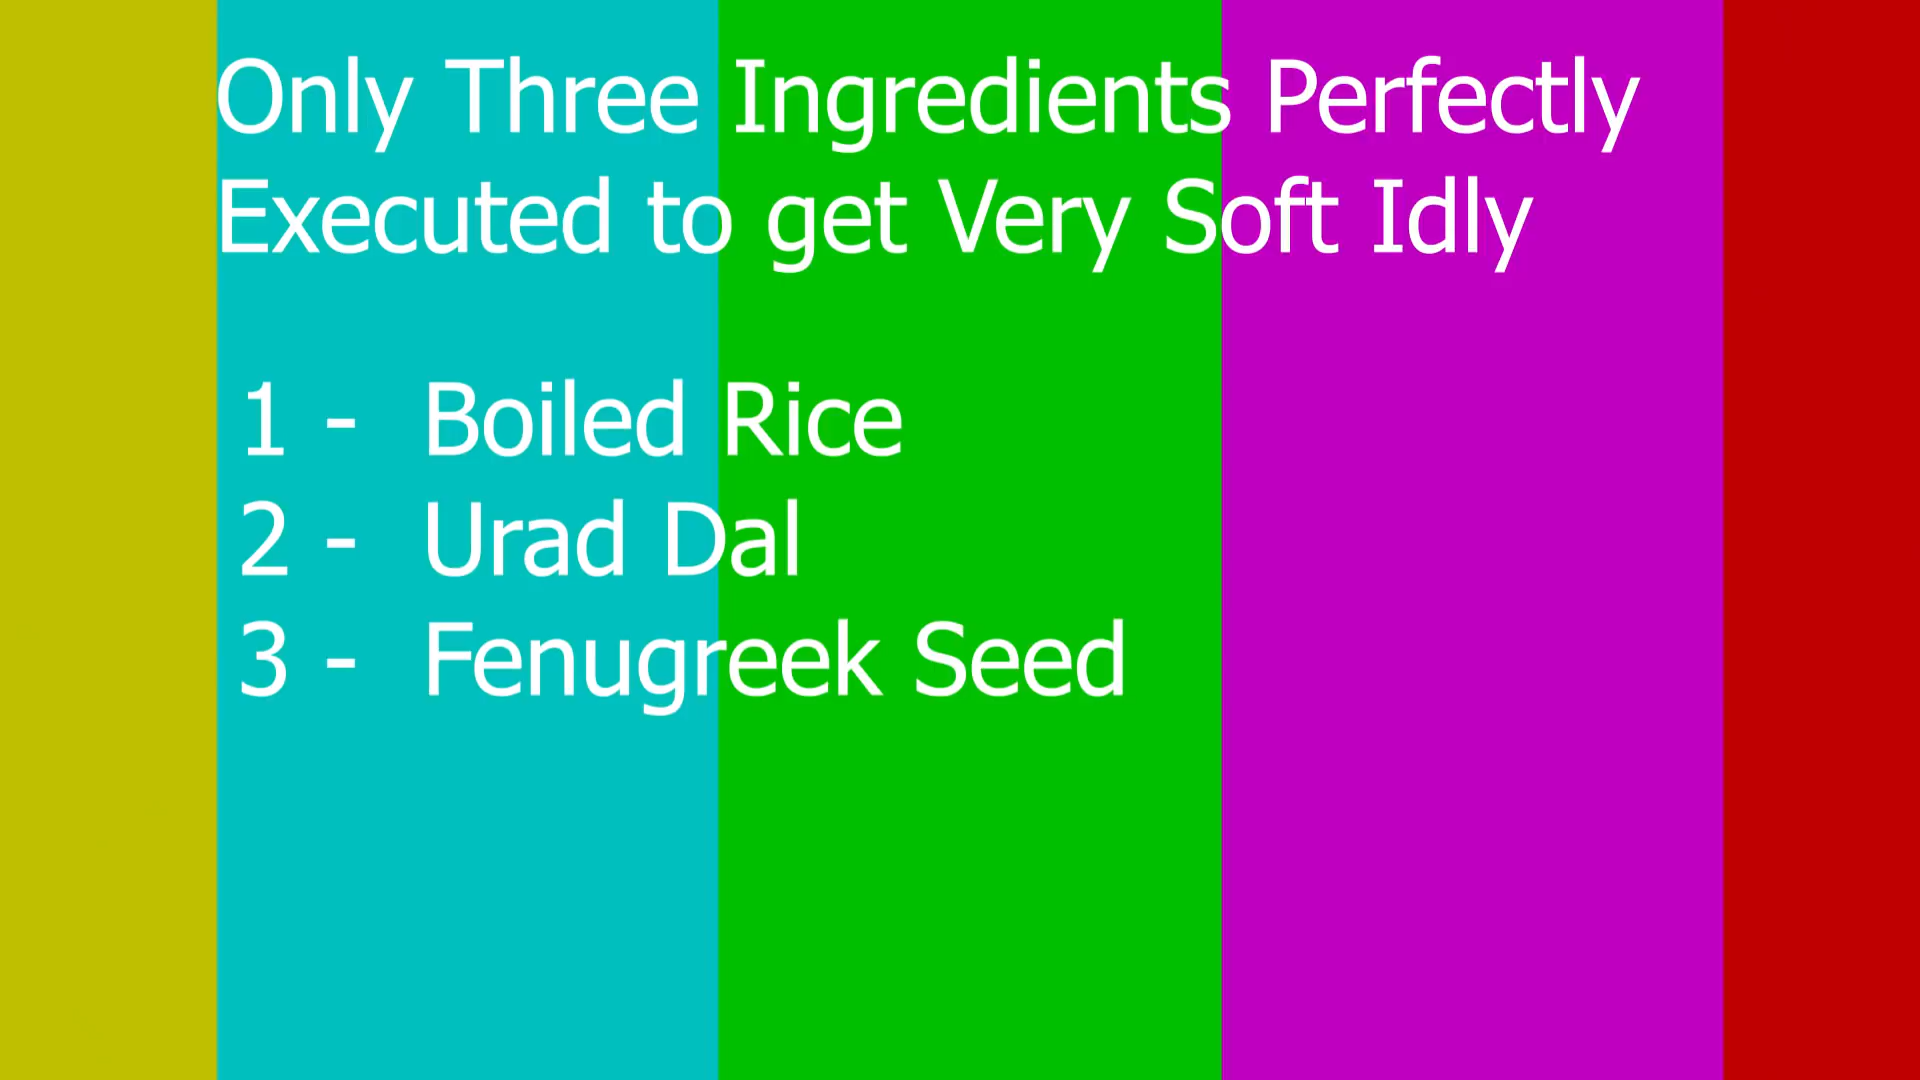 Only Three Ingredients Perfectly
Executed to get Very Soft Idly
1 - Boiled Rice
2 - Urad Dal
3 - Fenugreek Seed